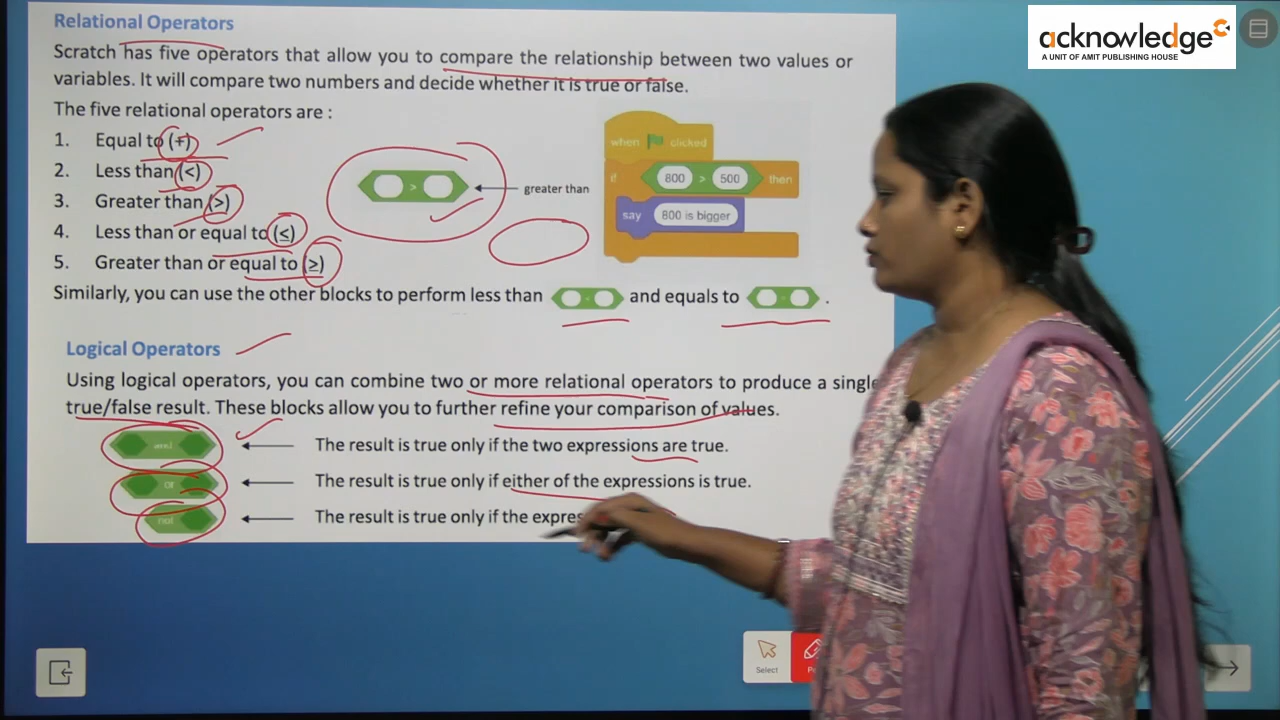 acknowledge
A UNIT OF AMIT PUBLISHING HOUSE
Relational Operators
Scratch has five operators that allow you to compare the relationship between two values or
variables. It will compare two numbers and decide whether it is true or false.
The five relational operators are :
1. Equal to (+)
2. Less than (<)
3. Greater than (>)
4. Less than or equal to (≤)
5. Greater than or equal to (≥)
>
greater than
when clicked
if 800 > 500 then
say 800 is bigger
Similarly, you can use the other blocks to perform less than and equals to .
Logical Operators
Using logical operators, you can combine two or more relational operators to produce a single
true/false result. These blocks allow you to further refine your comparison of values.
and The result is true only if the two expressions are true.
or The result is true only if either of the expressions is true.
not The result is true only if the
Select